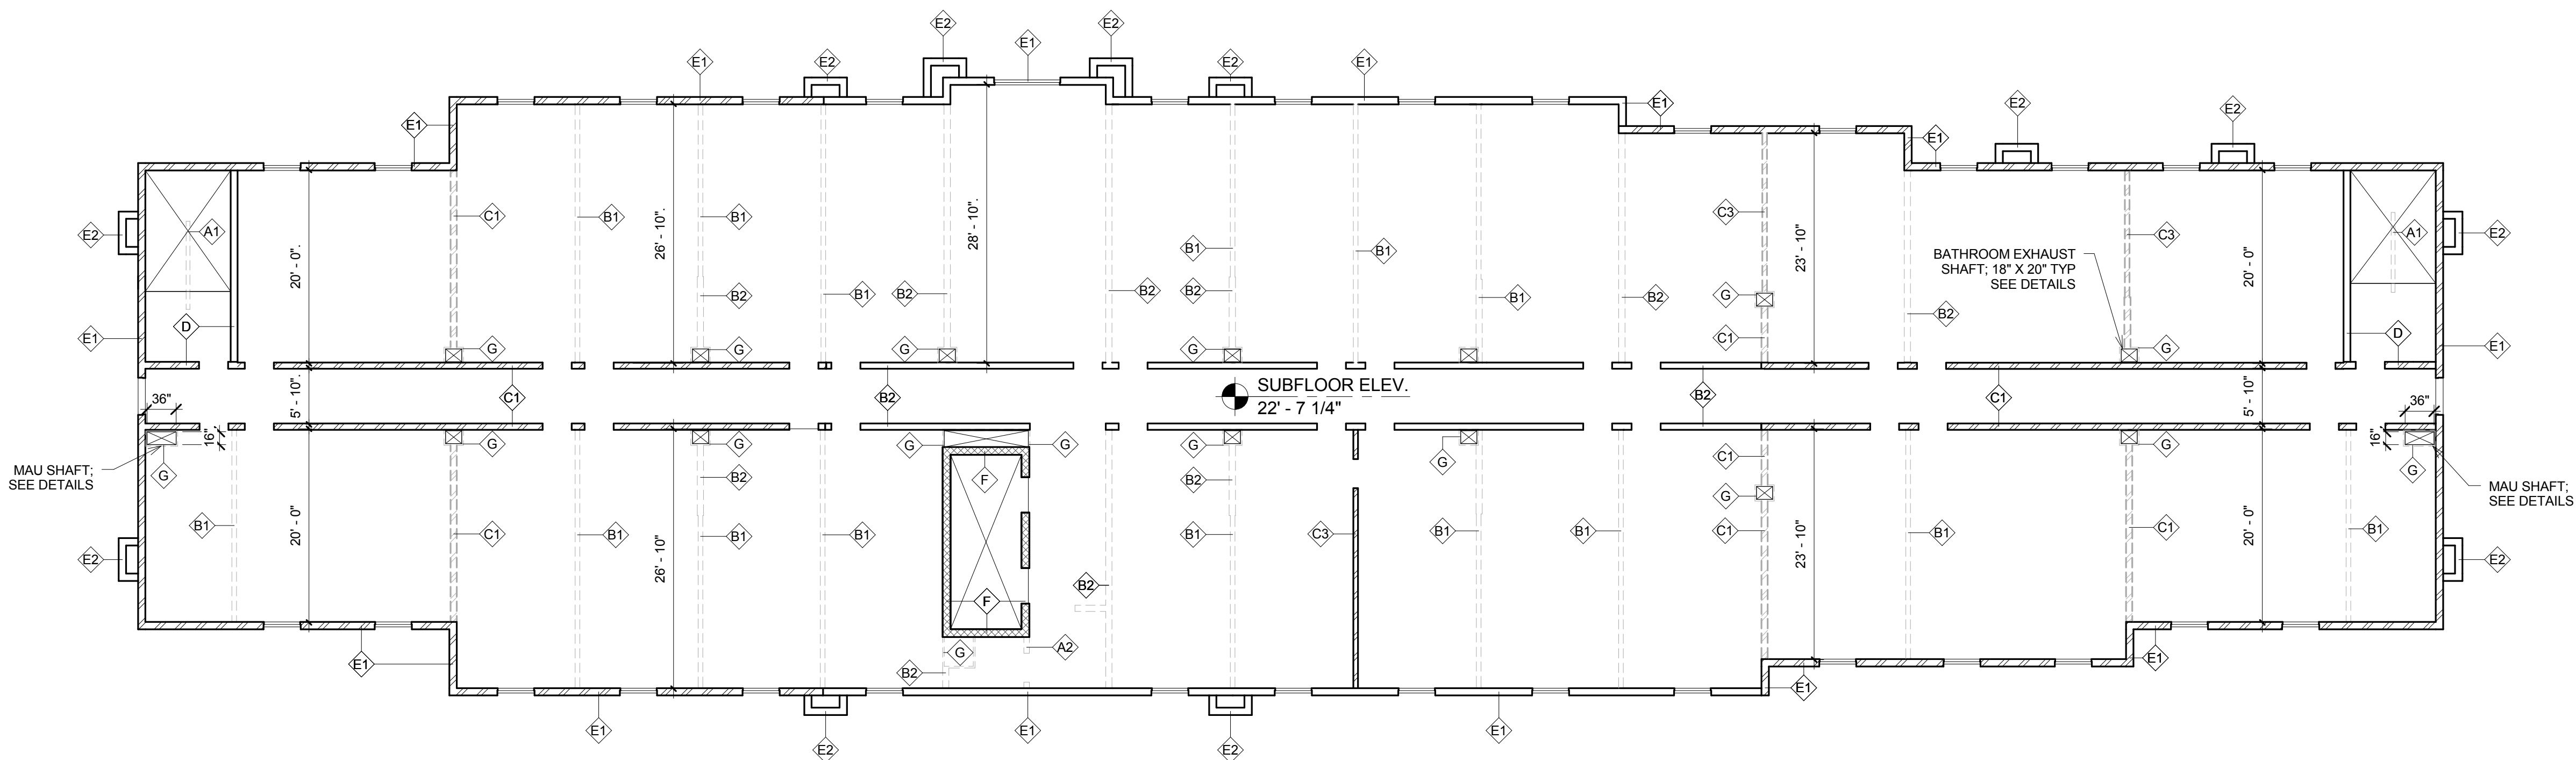 E2
E1
E2
E1
E2
E1
E2
E2
E1
E1
E1
E2
E2
E1
E1
A1
C1
B1
B1
28' - 10".
26' - 10".
20' - 0".
B1
B1
C3
23' - 10"
BATHROOM EXHAUST
SHAFT; 18" X 20" TYP
SEE DETAILS
C3
20' - 0"
A1
E2
E2
B2
B1
B2
B2
B2
B1
B2
G
B2
D
D
E1
E1
G
G
G
G
C1
G
5' - 10".
36"
C1
B2
SUBFLOOR ELEV.
22' - 7 1/4"
B2
C1
5' - 10"
36"
16"
G
G
G
G
G
G
G
16"
MAU SHAFT;
SEE DETAILS
G
B2
F
B2
C1
G
G
MAU SHAFT;
SEE DETAILS
B1
20' - 0"
C1
B1
B1
B1
26' - 10"
B1
C3
B1
B1
C1
23' - 10"
B1
C1
20' - 0"
B1
E2
E2
B2
F
G
A2
B2
E1
E1
E1
E1
E1
E1
E1
E1
E2
E2